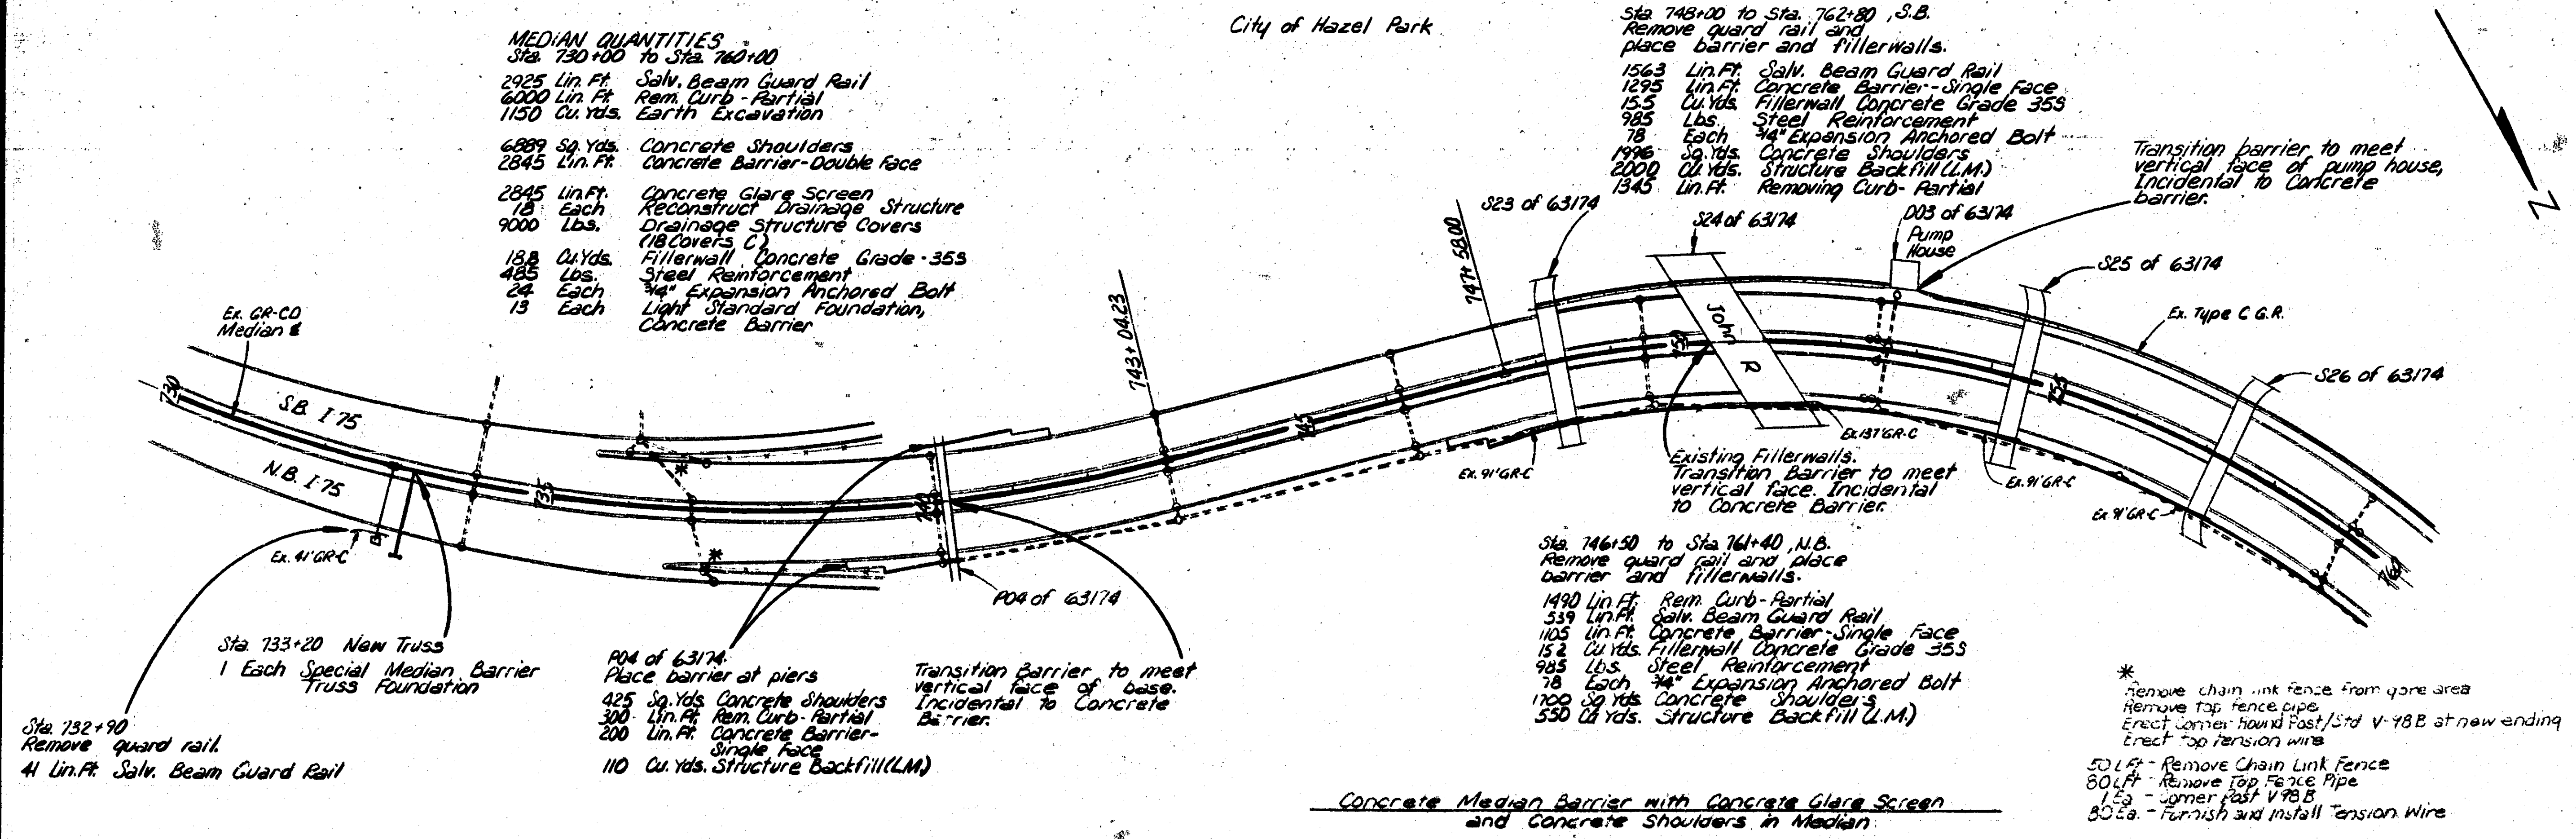 City of Hazel Park
MEDIAN QUANTITIES
Sta. 730+00 to Sta. 760+00
2925 Lin. Ft. Salv. Beam Guard Rail
6000 Lin. Ft. Rem. Curb - Partial
1150 Cu. Yds. Earth Excavation
6889 Sq. Yds. Concrete Shoulders
2845 Lin. Ft. Concrete Barrier-Double Face
2845 Lin. Ft. Concrete Glare Screen
18 Each Reconstruct Drainage Structure
9000 Lbs. Drainage Structure Covers
(18 Covers C)
Cu. Yds. Fillerwall Concrete Grade-35S
485 Lbs. Steel Reinforcement
24 Each 3/4" Expansion Anchored Bolt
13 Each Light Standard Foundation,
Concrete Barrier
Sta. 748+00 to Sta. 762+80, S.B.
Remove guard rail and
place barrier and fillerwalls.
1563 Lin. Ft. Salv. Beam Guard Rail
1295 Lin. Ft. Concrete Barrier-Single Face
Cu. Yds. Fillerwall Concrete Grade 35S
985 Lbs. Steel Reinforcement
78 Each 3/4" Expansion Anchored Bolt
1996 Sq. Yds. Concrete Shoulders
2000 Cu. Yds. Structure Backfill (L.M.)
1345 Lin. Ft. Removing Curb- Partial
Transition barrier to meet
vertical face of pump house,
Incidental to Concrete
barrier.
N
S23 of 63174
S24 of 63174
D03 of 63174
Pump
House
S25 of 63174
Ex. Type C G.R.
S26 of 63174
Ex. GR-CD
Median ℄
743+04.23
747+58.00
John R
730
S.B. I-75
N.B. I-75
735
740
745
750
755
760
Ex. 41' GR-C
Ex. 91' GR-C
Ex. 137' GR-C
Ex. 91' GR-C
Ex. 91' GR-C
*
*
P04 of 63174
Existing Fillerwalls.
Transition Barrier to meet
vertical face. Incidental
to Concrete Barrier.
Sta. 746+50 to Sta 761+40, N.B.
Remove guard rail and place
barrier and fillerwalls.
1490 Lin. Ft. Rem. Curb-Partial
539 Lin. Ft. Salv. Beam Guard Rail
1105 Lin. Ft. Concrete Barrier-Single Face
Cu. Yds. Fillerwall Concrete Grade 35S
985 Lbs. Steel Reinforcement
78 Each 3/4" Expansion Anchored Bolt
1700 Sq Yds Concrete Shoulders
550 Cu Yds. Structure Backfill (L.M.)
Sta. 733+20 New Truss
1 Each Special Median Barrier
Truss Foundation
P04 of 63174
Place barrier at piers
425 Sq. Yds. Concrete Shoulders
300 Lin. Ft. Rem. Curb-Partial
200 Lin. Ft. Concrete Barrier-
Single Face
110 Cu. Yds. Structure Backfill (LM)
Transition Barrier to meet
vertical face of base.
Incidental to Concrete
Barrier.
Sta. 732+90
Remove guard rail.
41 Lin. Ft. Salv. Beam Guard Rail
*
Remove chain link fence from gore area
Remove top fence pipe
Erect Corner Round Post/Std V-98B at new ending
Erect top tension wire
50 L Ft - Remove Chain Link Fence
80 L Ft - Remove Top Fence Pipe
1 Ea - Corner Post V 98 B
80 Ea. - Furnish and Install Tension Wire
Concrete Median Barrier with Concrete Glare Screen
and Concrete Shoulders in Median